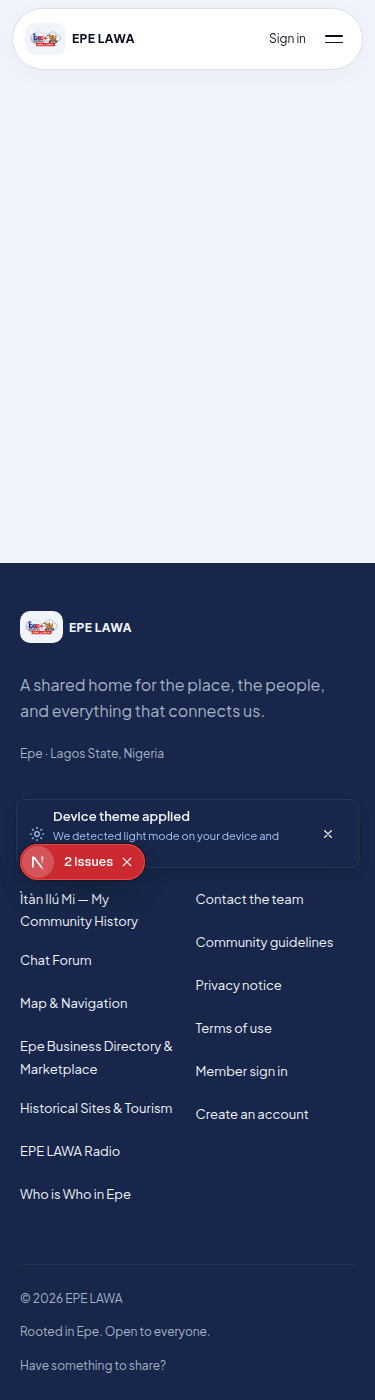 EPE LAWA
Sign in
EPE LAWA
A shared home for the place, the people,
and everything that connects us.
Epe · Lagos State, Nigeria
Device theme applied
We detected light mode on your device and
N
2 Issues
Ìtàn Ilú Mi — My
Community History
Chat Forum
Map & Navigation
Epe Business Directory &
Marketplace
Historical Sites & Tourism
EPE LAWA Radio
Who is Who in Epe
Contact the team
Community guidelines
Privacy notice
Terms of use
Member sign in
Create an account
© 2026 EPE LAWA
Rooted in Epe. Open to everyone.
Have something to share?